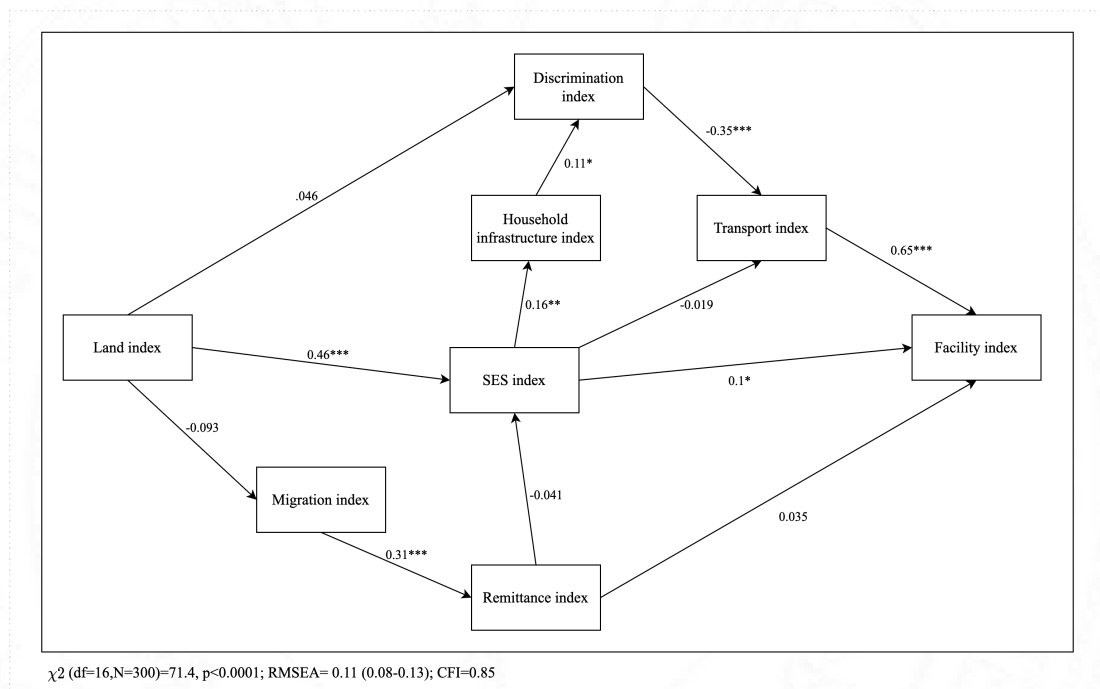 Discrimination
index
-0.35***
0.11*
.046
Household
infrastructure index
Transport index
0.65***
0.16**
-0.019
Land index
0.46***
SES index
0.1*
Facility index
-0.093
Migration index
-0.041
0.035
0.31***
Remittance index
χ2 (df=16,N=300)=71.4, p<0.0001; RMSEA= 0.11 (0.08-0.13); CFI=0.85